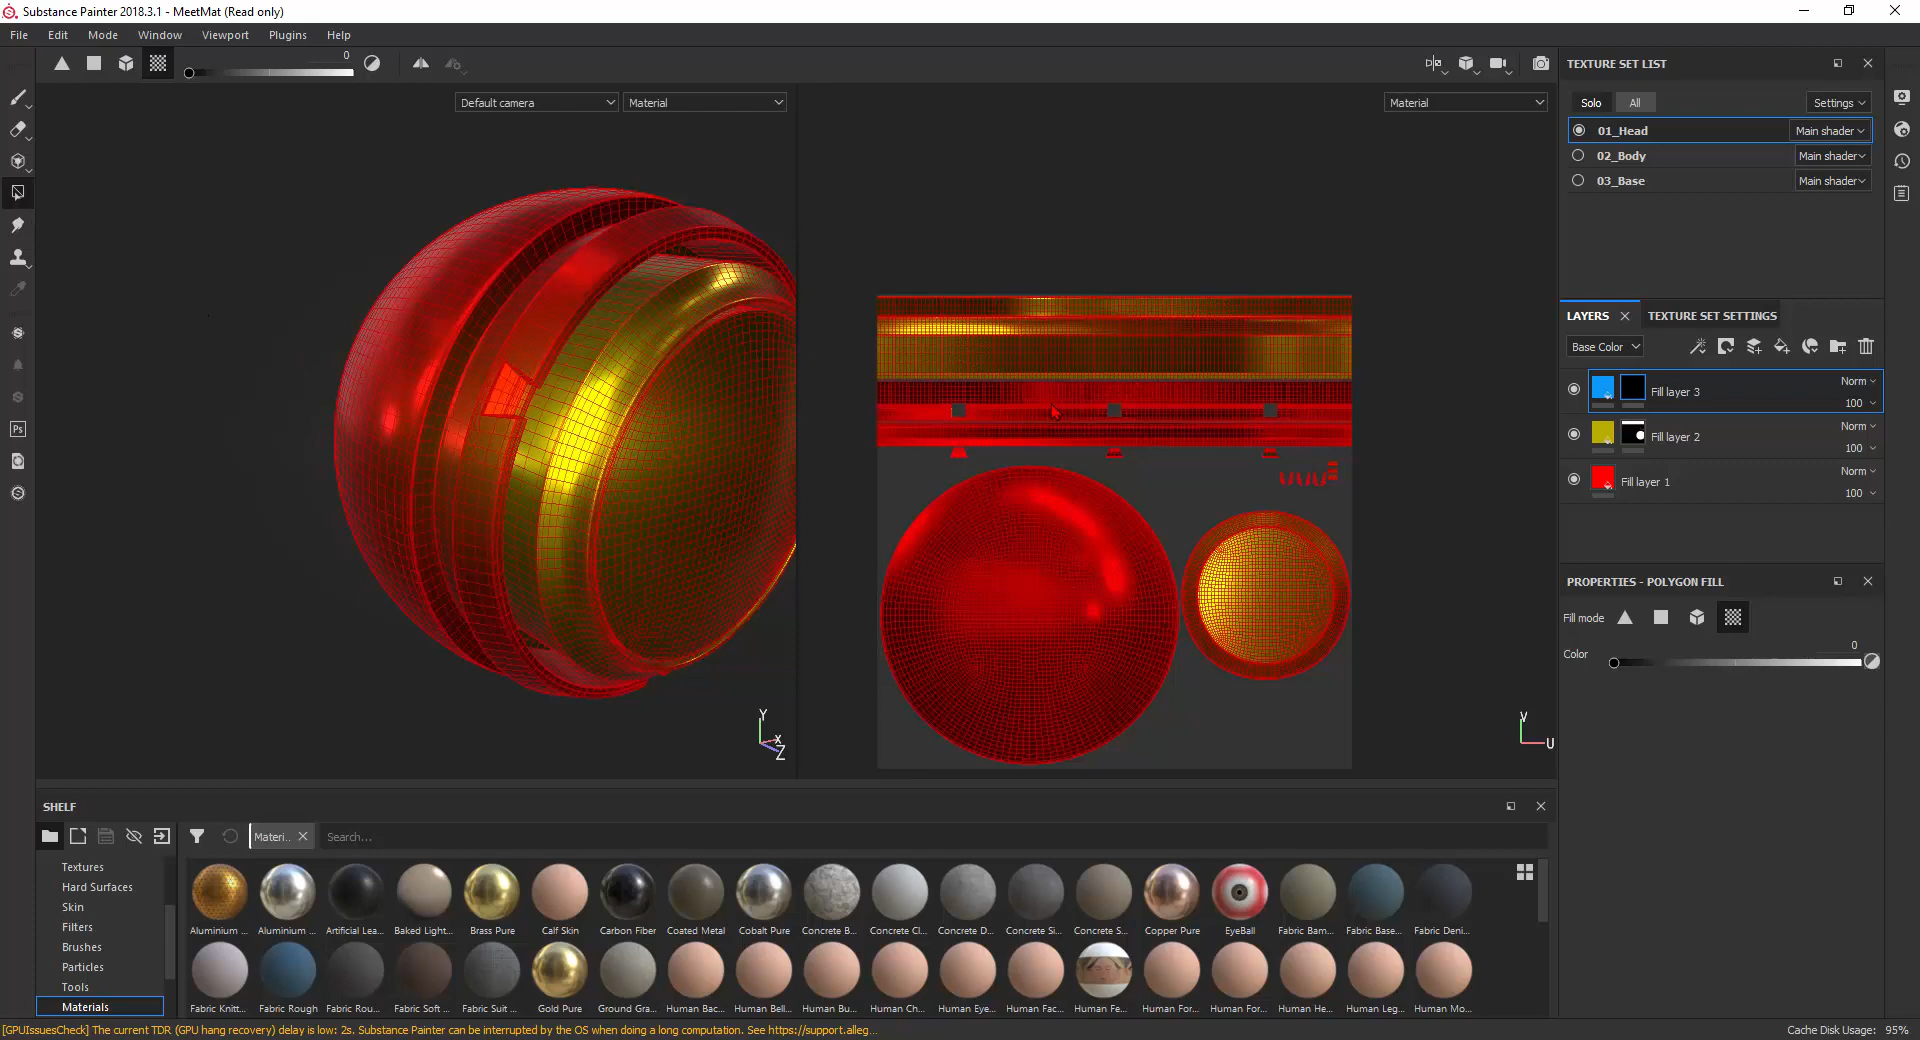 Substance Painter 2018.3.1 - MeetMat (Read only)
File Edit Mode Window Viewport Plugins Help
0
Default camera Material Material
TEXTURE SET LIST
Solo All Settings
01_Head Main shader
02_Body Main shader
03_Base Main shader
LAYERS TEXTURE SET SETTINGS
Base Color
Fill layer 3 Norm 100
Fill layer 2 Norm 100
Fill layer 1 Norm 100
PROPERTIES - POLYGON FILL
Fill mode
Color 0
Y X Z
V U
Ps
SHELF
Materi.. Search...
Textures
Hard Surfaces
Skin
Filters
Brushes
Particles
Tools
Materials
Aluminium ... Aluminium ... Artificial Lea... Baked Light... Brass Pure Calf Skin Carbon Fiber Coated Metal Cobalt Pure Concrete B... Concrete Cl... Concrete D... Concrete Si... Concrete S... Copper Pure EyeBall Fabric Bam... Fabric Base... Fabric Deni...
Fabric Knitt... Fabric Rough Fabric Rou... Fabric Soft ... Fabric Suit ... Gold Pure Ground Gra... Human Bac... Human Bell... Human Bu... Human Ch... Human Eye... Human Fac... Human Fe... Human For... Human For... Human He... Human Leg... Human Mo...
[GPUIssuesCheck] The current TDR (GPU hang recovery) delay is low: 2s. Substance Painter can be interrupted by the OS when doing a long computation. See https://support.alleg...
Cache Disk Usage: 95%